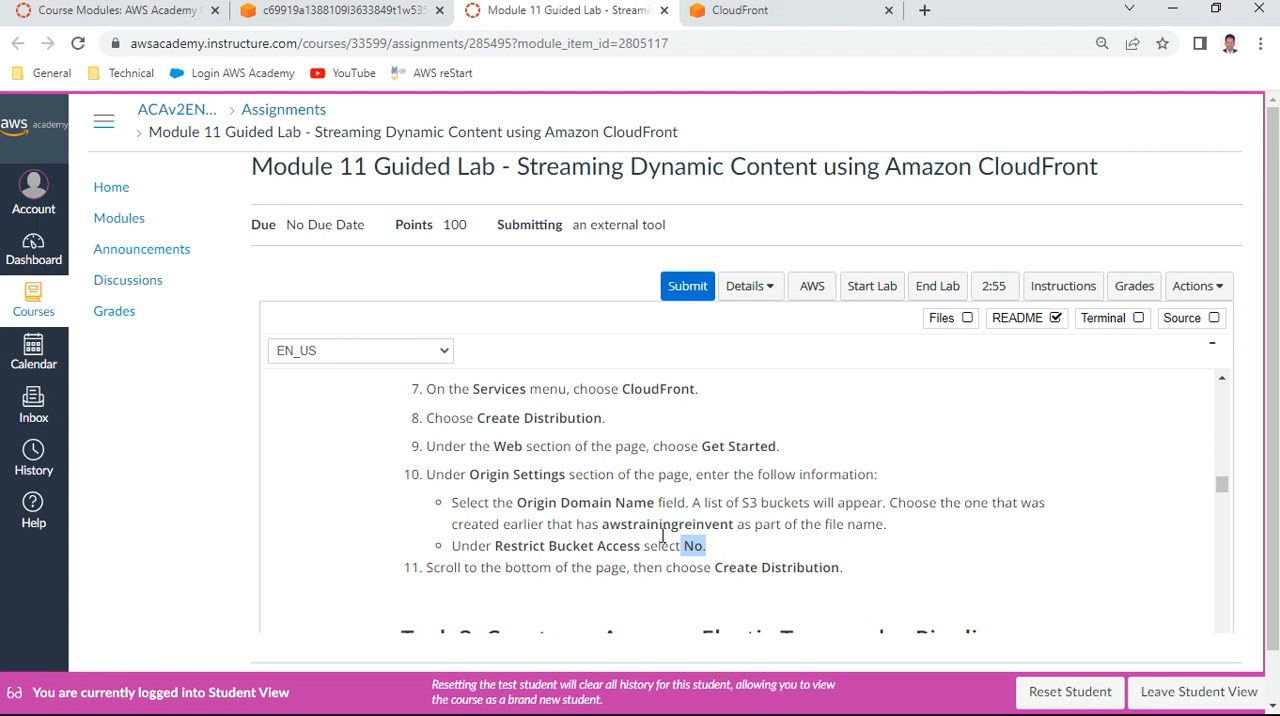 Course Modules: AWS Academy
c69919a1388109l3633849t1w535
Module 11 Guided Lab - Streami
CloudFront
awsacademy.instructure.com/courses/33599/assignments/285495?module_item_id=2805117
General
Technical
Login AWS Academy
YouTube
AWS reStart
aws academy
Account
Dashboard
Courses
Calendar
Inbox
History
Help
ACAv2EN... > Assignments
> Module 11 Guided Lab - Streaming Dynamic Content using Amazon CloudFront
Home
Modules
Announcements
Discussions
Grades
Module 11 Guided Lab - Streaming Dynamic Content using Amazon CloudFront
Due No Due Date Points 100 Submitting an external tool
Submit Details AWS Start Lab End Lab 2:55 Instructions Grades Actions
Files README Terminal Source
EN_US
7. On the Services menu, choose CloudFront.
8. Choose Create Distribution.
9. Under the Web section of the page, choose Get Started.
10. Under Origin Settings section of the page, enter the follow information:
Select the Origin Domain Name field. A list of S3 buckets will appear. Choose the one that was
created earlier that has awstrainingreinvent as part of the file name.
Under Restrict Bucket Access select No.
11. Scroll to the bottom of the page, then choose Create Distribution.
You are currently logged into Student View
Resetting the test student will clear all history for this student, allowing you to view
the course as a brand new student.
Reset Student
Leave Student View